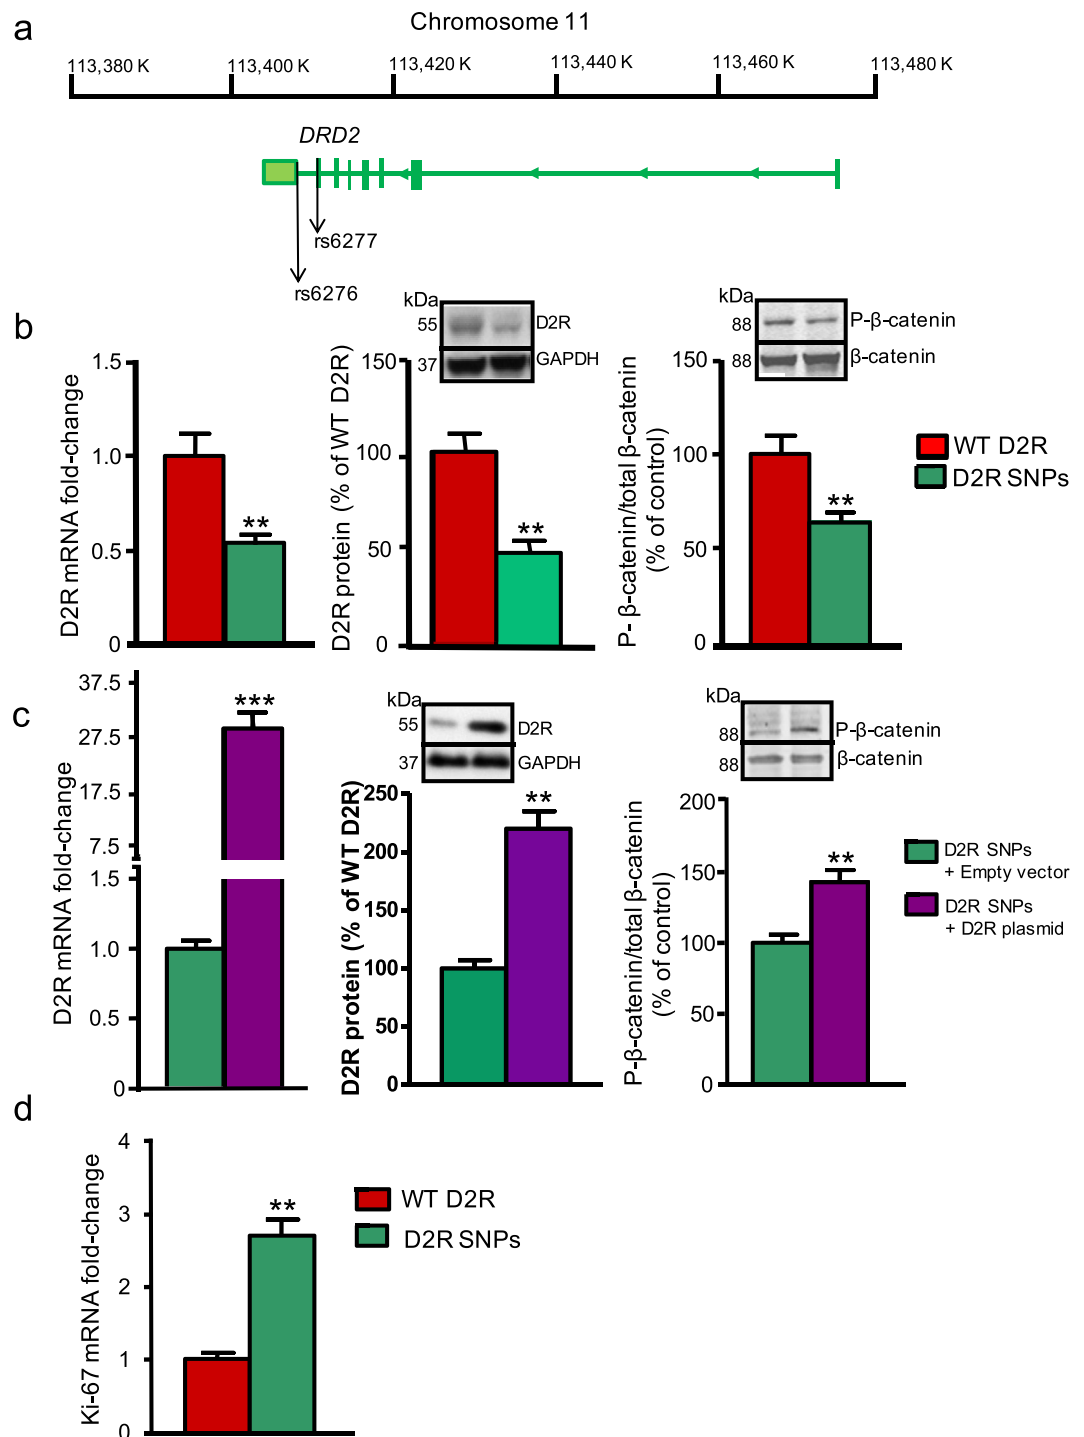 a
Chromosome 11
113,380 K 113,400 K 113,420 K 113,440 K 113,460 K 113,480 K
DRD2
rs6277
rs6276
b
D2R mRNA fold-change
1.5
1.0
0.5
0
**
kDa
55
D2R
37
GAPDH
D2R protein (% of WT D2R)
150
100
50
0
**
kDa
88
P-β-catenin
88
β-catenin
P- β-catenin/total β-catenin
(% of control)
150
100
50
0
**
WT D2R
D2R SNPs
c
D2R mRNA fold-change
37.5
27.5
17.5
7.5
1.5
1.0
0.5
0
***
kDa
55
D2R
37
GAPDH
D2R protein (% of WT D2R)
250
200
150
100
50
0
**
kDa
88
P-β-catenin
88
β-catenin
P-β-catenin/total β-catenin
(% of control)
200
150
100
50
0
**
D2R SNPs
+ Empty vector
D2R SNPs
+ D2R plasmid
d
Ki-67 mRNA fold-change
4
3
2
1
0
**
WT D2R
D2R SNPs